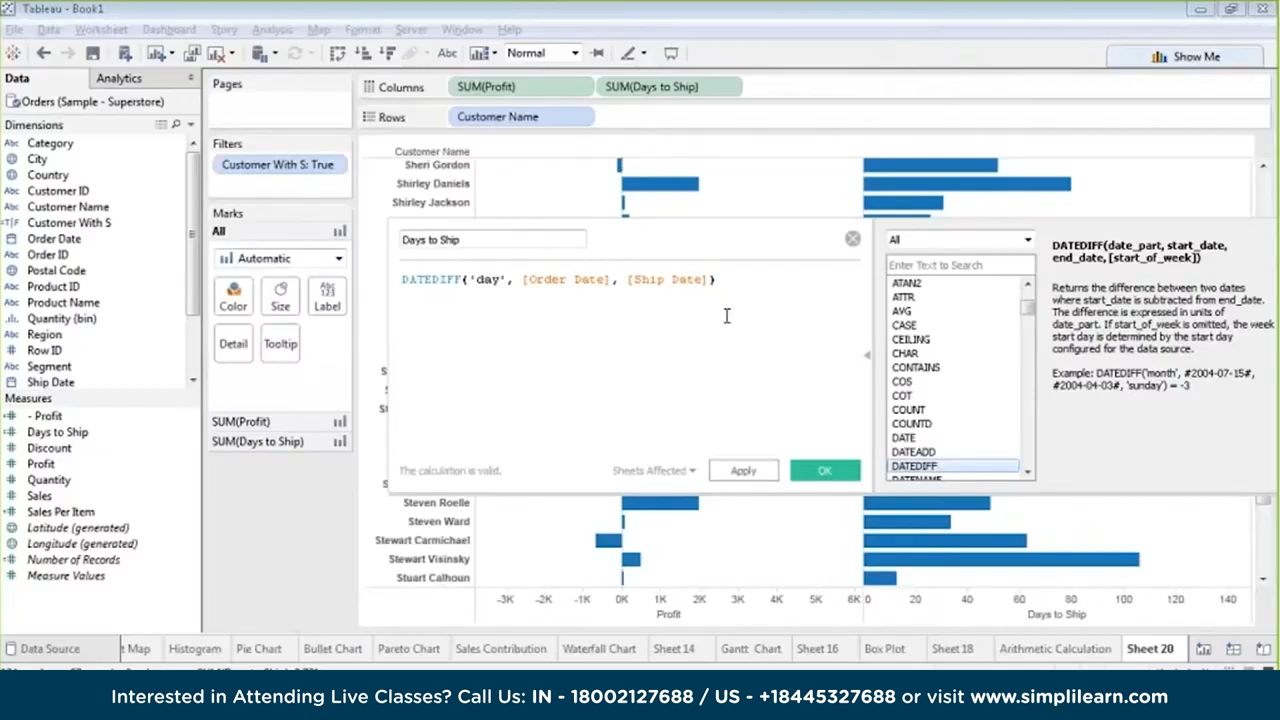 Tableau - Book1
File Data Worksheet Dashboard Story Analysis Map Format Server Window Help
Abc Normal Show Me
Data Analytics
Orders (Sample - Superstore)
Dimensions
Abc Category
City
Country
Abc Customer ID
Abc Customer Name
=T|F Customer With S
Order Date
Abc Order ID
Postal Code
Abc Product ID
Abc Product Name
Quantity (bin)
Abc Region
# Row ID
Abc Segment
Ship Date
Measures
=# - Profit
=# Days to Ship
# Discount
# Profit
# Quantity
# Sales
=# Sales Per Item
Latitude (generated)
Longitude (generated)
=# Number of Records
# Measure Values
Pages
Filters
Customer With S: True
Marks
All
Automatic
Color Size Abc 123 Label
Detail Tooltip
SUM(Profit)
SUM(Days to Ship)
Columns SUM(Profit) SUM(Days to Ship)
Rows Customer Name
Customer Name
Sheri Gordon
Shirley Daniels
Shirley Jackson
Days to Ship
DATEDIFF('day', [Order Date], [Ship Date])
The calculation is valid. Sheets Affected Apply OK
All
Enter Text to Search
ATAN2
ATTR
AVG
CASE
CEILING
CHAR
CONTAINS
COS
COT
COUNT
COUNTD
DATE
DATEADD
DATEDIFF
DATENAME
DATEDIFF(date_part, start_date,
end_date, [start_of_week])
Returns the difference between two dates
where start_date is subtracted from end_date.
The difference is expressed in units of
date_part. If start_of_week is omitted, the week
start day is determined by the start day
configured for the data source.
Example: DATEDIFF('month', #2004-07-15#,
#2004-04-03#, 'sunday') = -3
Steven Roelle
Steven Ward
Stewart Carmichael
Stewart Visinsky
Stuart Calhoun
-3K -2K -1K 0K 1K 2K 3K 4K 5K 6K 0 20 40 60 80 100 120 140
Profit Days to Ship
Data Source t Map Histogram Pie Chart Bullet Chart Pareto Chart Sales Contribution Waterfall Chart Sheet 14 Gantt Chart Sheet 16 Box Plot Sheet 18 Arithmetic Calculation Sheet 20
Interested in Attending Live Classes? Call Us: IN - 18002127688 / US - +18445327688 or visit www.simplilearn.com